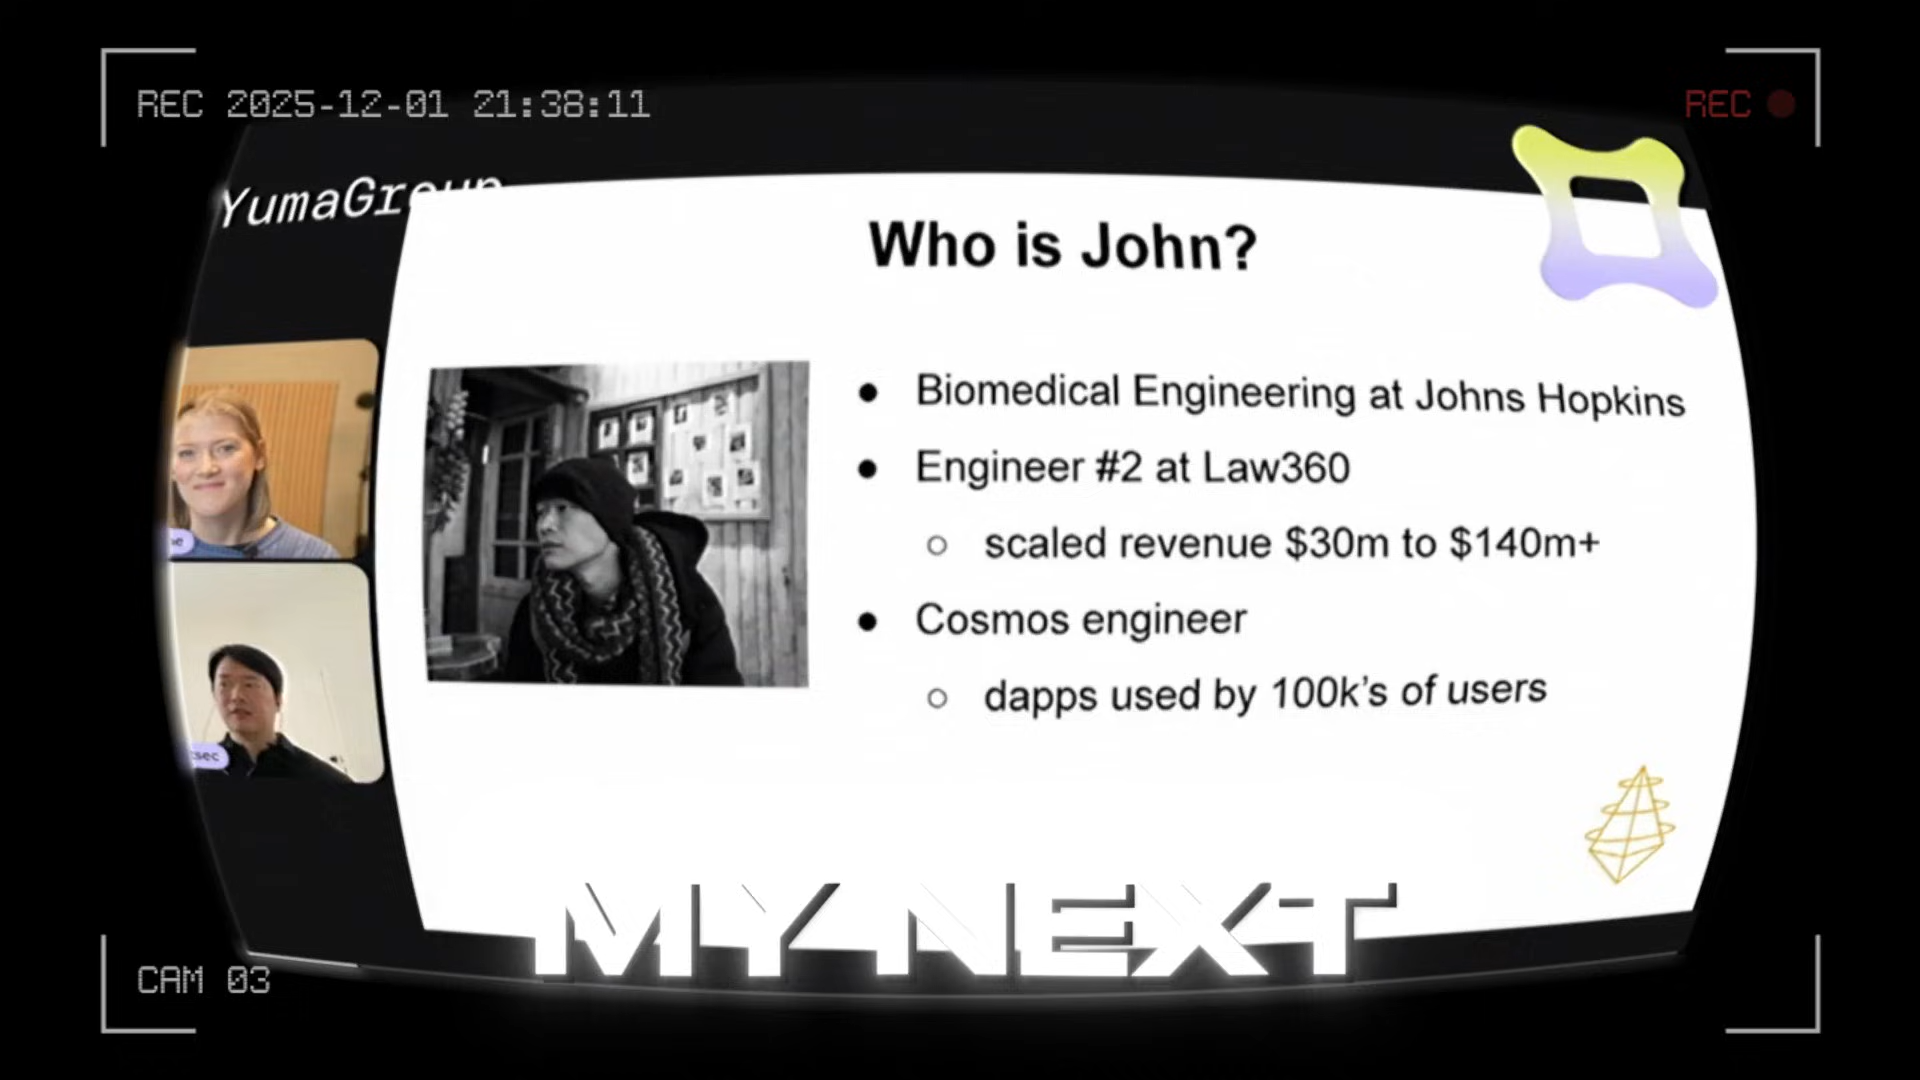 REC 2025-12-01 21:38:11
REC
YumaGroup
Who is John?
Biomedical Engineering at Johns Hopkins
Engineer #2 at Law360
scaled revenue $30m to $140m+
Cosmos engineer
dapps used by 100k's of users
MY NEXT
CAM 03